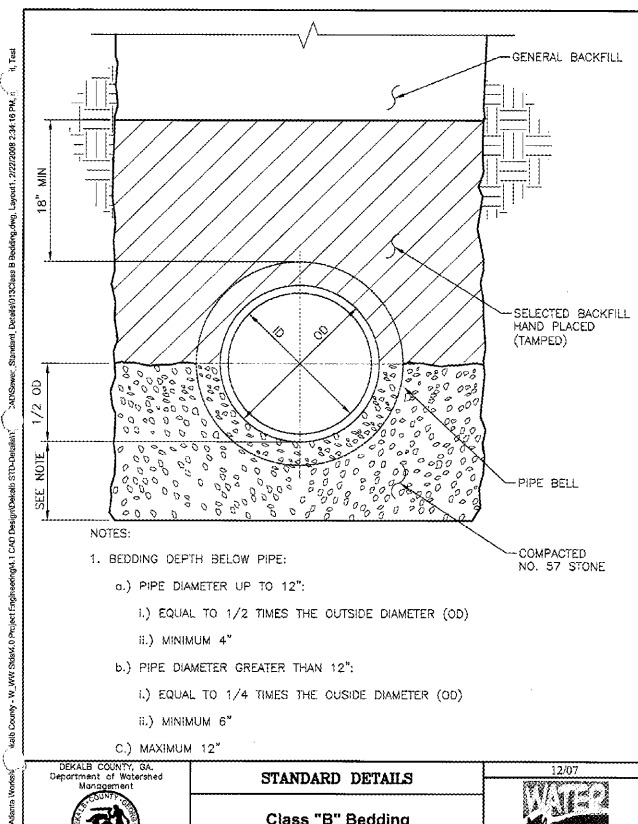 GENERAL BACKFILL
18" MIN
ID
OD
SELECTED BACKFILL
HAND PLACED
(TAMPED)
1/2 OD
SEE NOTE
PIPE BELL
COMPACTED
NO. 57 STONE
NOTES:
1. BEDDING DEPTH BELOW PIPE:
a.) PIPE DIAMETER UP TO 12":
i.) EQUAL TO 1/2 TIMES THE OUTSIDE DIAMETER (OD)
ii.) MINIMUM 4"
b.) PIPE DIAMETER GREATER THAN 12":
i.) EQUAL TO 1/4 TIMES THE OUSIDE DIAMETER (OD)
ii.) MINIMUM 6"
C.) MAXIMUM 12"
DEKALB COUNTY, GA.
Department of Watershed
Management
COUNTY
STANDARD DETAILS
Class "B" Bedding
12/07
WATER